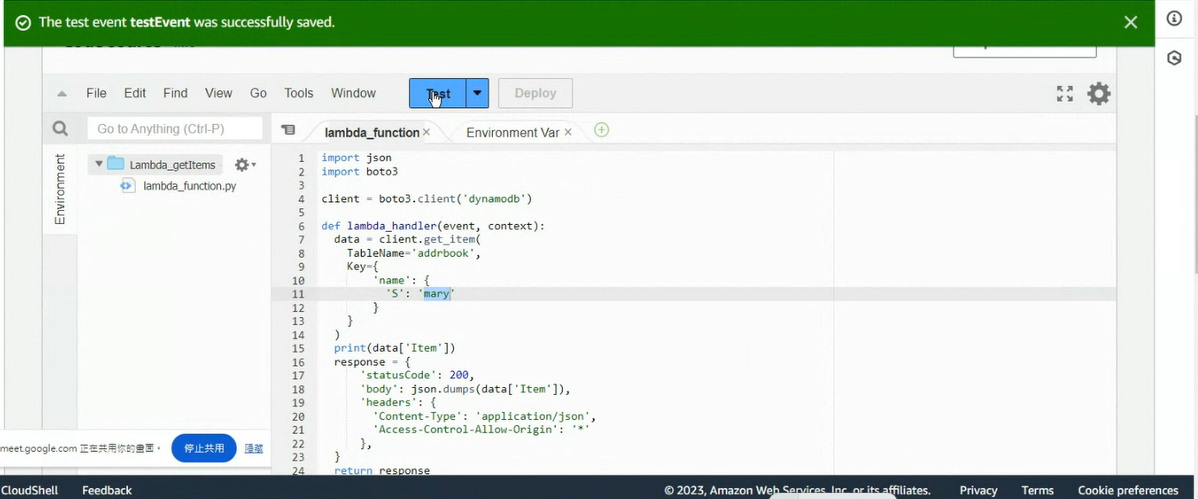 The test event testEvent was successfully saved.
File Edit Find View Go Tools Window Test Deploy
Go to Anything (Ctrl-P)
lambda_function Environment Var
Environment
Lambda_getItems
lambda_function.py
1 import json
2 import boto3
3
4 client = boto3.client('dynamodb')
5
6 def lambda_handler(event, context):
7 data = client.get_item(
8 TableName='addrbook',
9 Key={
10 'name': {
11 'S': 'mary'
12 }
13 }
14 )
15 print(data['Item'])
16 response = {
17 'statusCode': 200,
18 'body': json.dumps(data['Item']),
19 'headers': {
20 'Content-Type': 'application/json',
21 'Access-Control-Allow-Origin': '*'
22 },
23 }
24 return response
meet.google.com 正在共用你的畫面。 停止共用 隱藏
CloudShell Feedback © 2023, Amazon Web Services, Inc. or its affiliates. Privacy Terms Cookie preferences